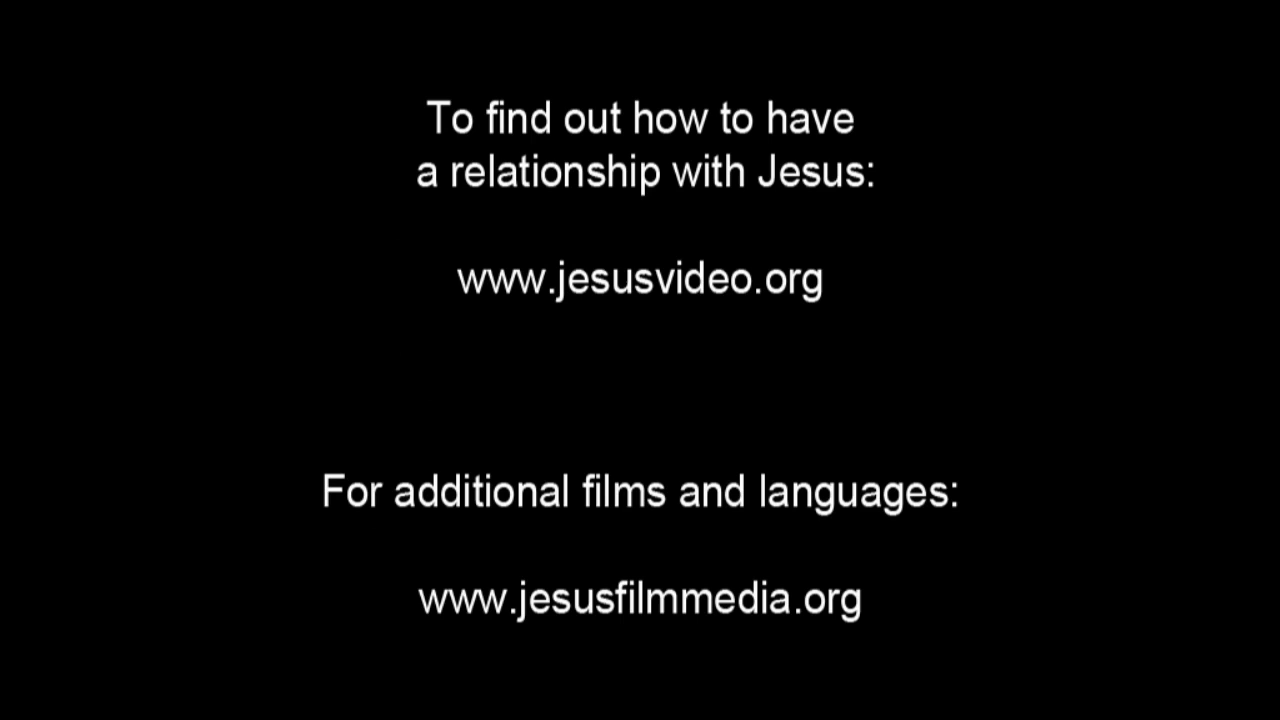 To find out how to have
a relationship with Jesus:
www.jesusvideo.org
For additional films and languages:
www.jesusfilmmedia.org